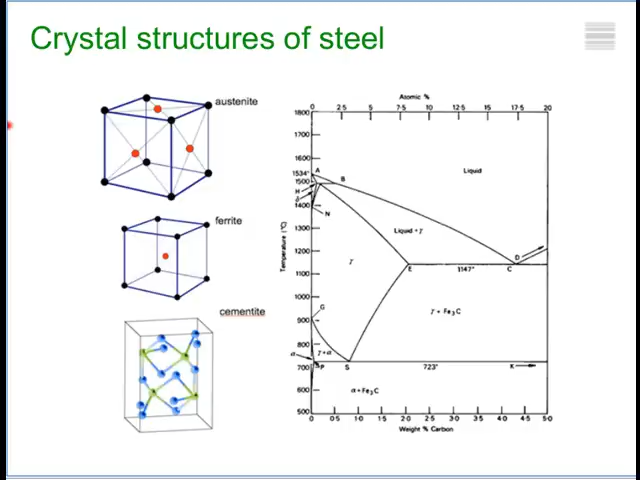 Crystal structures of steel
austenite
ferrite
cementite
Atomic %
0 2·5 5 7·5 10 12·5 15 17·5 20
1800
1700
1600
1534°
1500
1400
1300
1200
1100
1000
900
800
700
600
500
Temperature (°C)
A
B
H
J
N
Liquid
Liquid + γ
γ
D
E
1147°
C
G
γ + Fe3C
α
γ+α
P
S
723°
K
α + Fe3C
0 0·5 1·0 1·5 2·0 2·5 3·0 3·5 4·0 4·5 5·0
Weight % Carbon